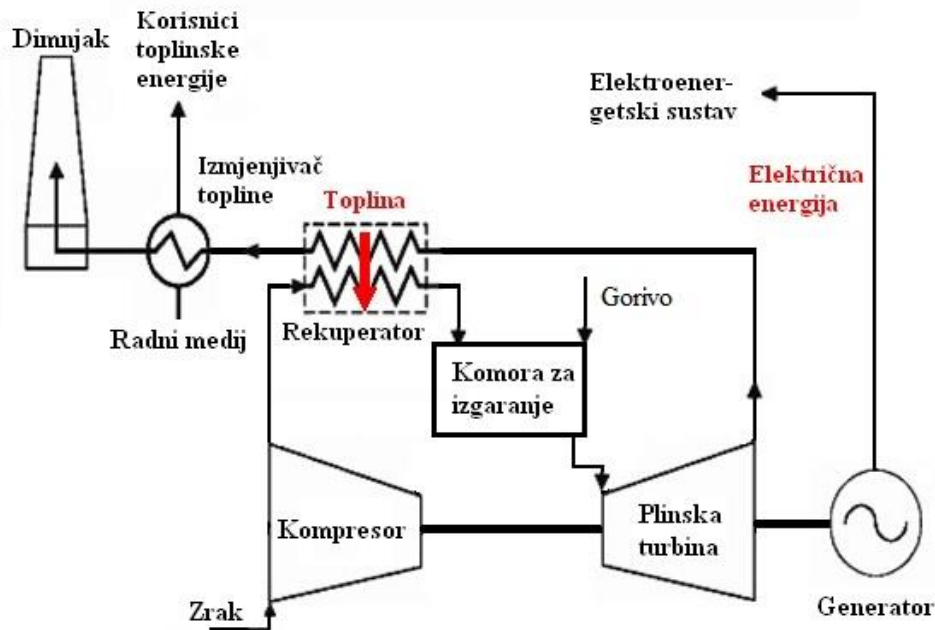 Dimnjak
Korisnici
toplinske
energije
Elektroener-
getski sustav
Izmjenjivač
topline
Toplina
Električna
energija
Gorivo
Radni medij
Rekuperator
Komora za
izgaranje
Kompresor
Plinska
turbina
Zrak
Generator